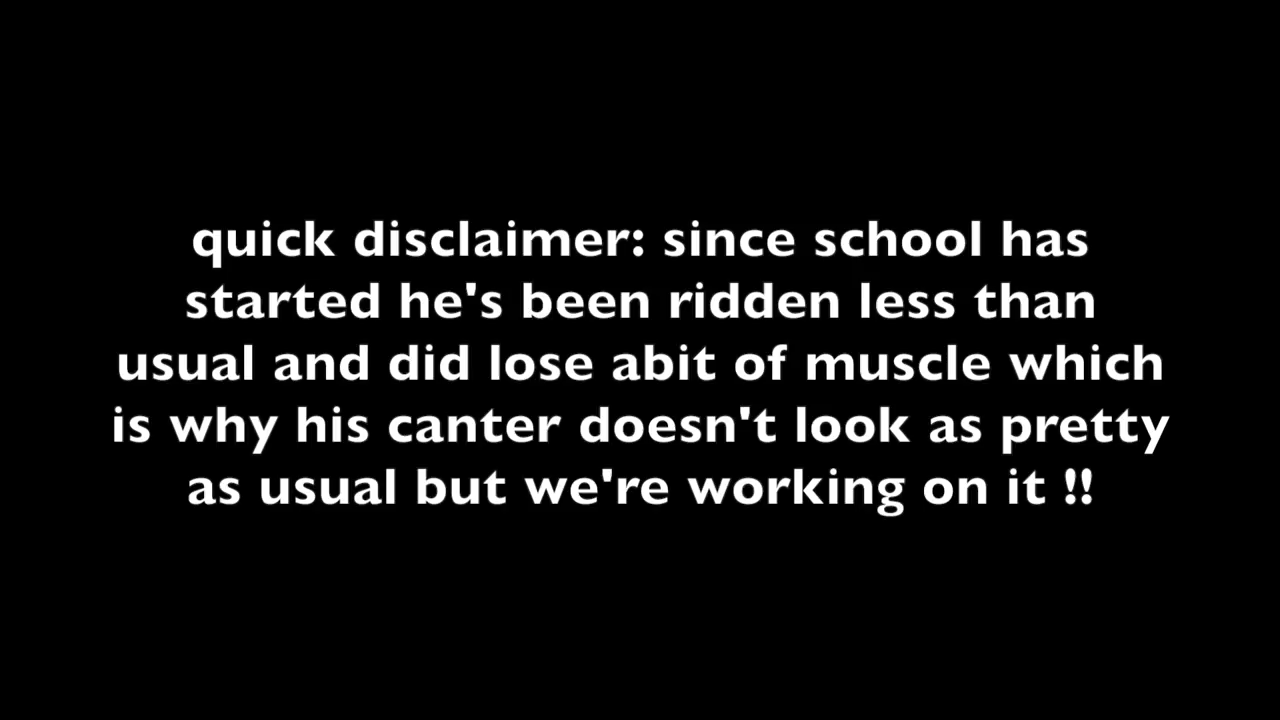 quick disclaimer: since school has
started he's been ridden less than
usual and did lose abit of muscle which
is why his canter doesn't look as pretty
as usual but we're working on it !!